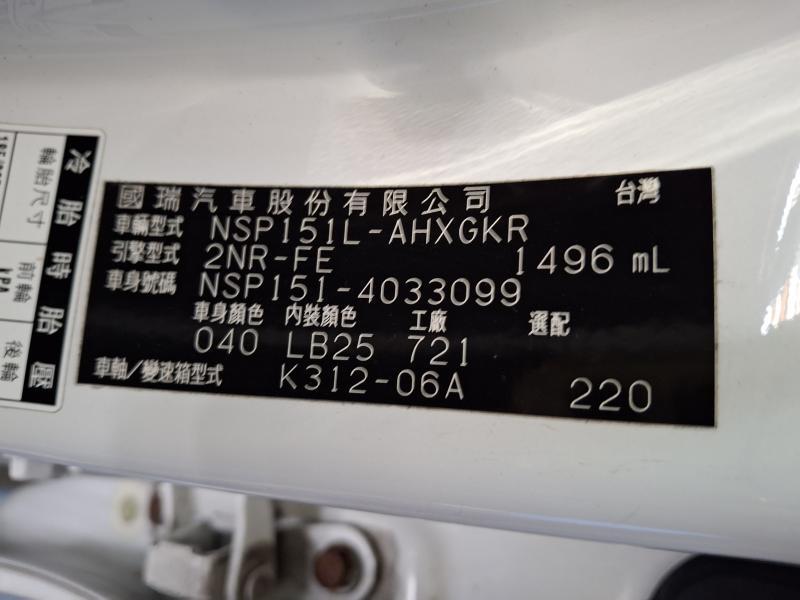 國瑞汽車股份有限公司 台灣
車輛型式 NSP151L-AHXGKR
引擎型式 2NR-FE 1496 mL
車身號碼 NSP151-4033099
車身顏色 內裝顏色 工廠 選配
040 LB25 721
車軸/變速箱型式 K312-06A 220
冷胎時胎壓
輪胎尺寸
前輪 kPA
後輪